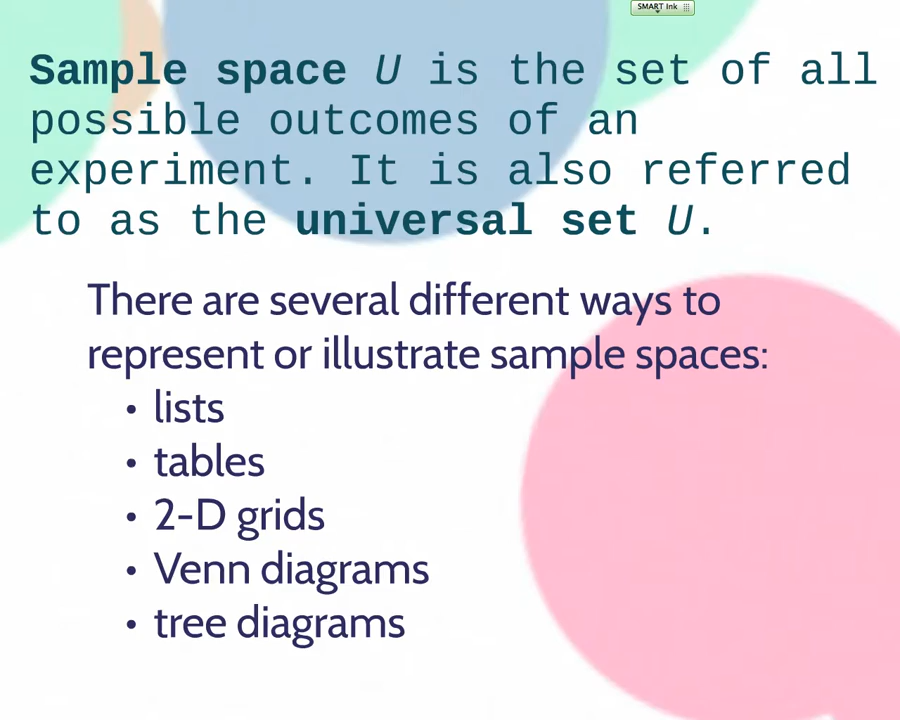 SMART Ink
Sample space U is the set of all
possible outcomes of an
experiment. It is also referred
to as the universal set U.
There are several different ways to
represent or illustrate sample spaces:
• lists
• tables
• 2-D grids
• Venn diagrams
• tree diagrams